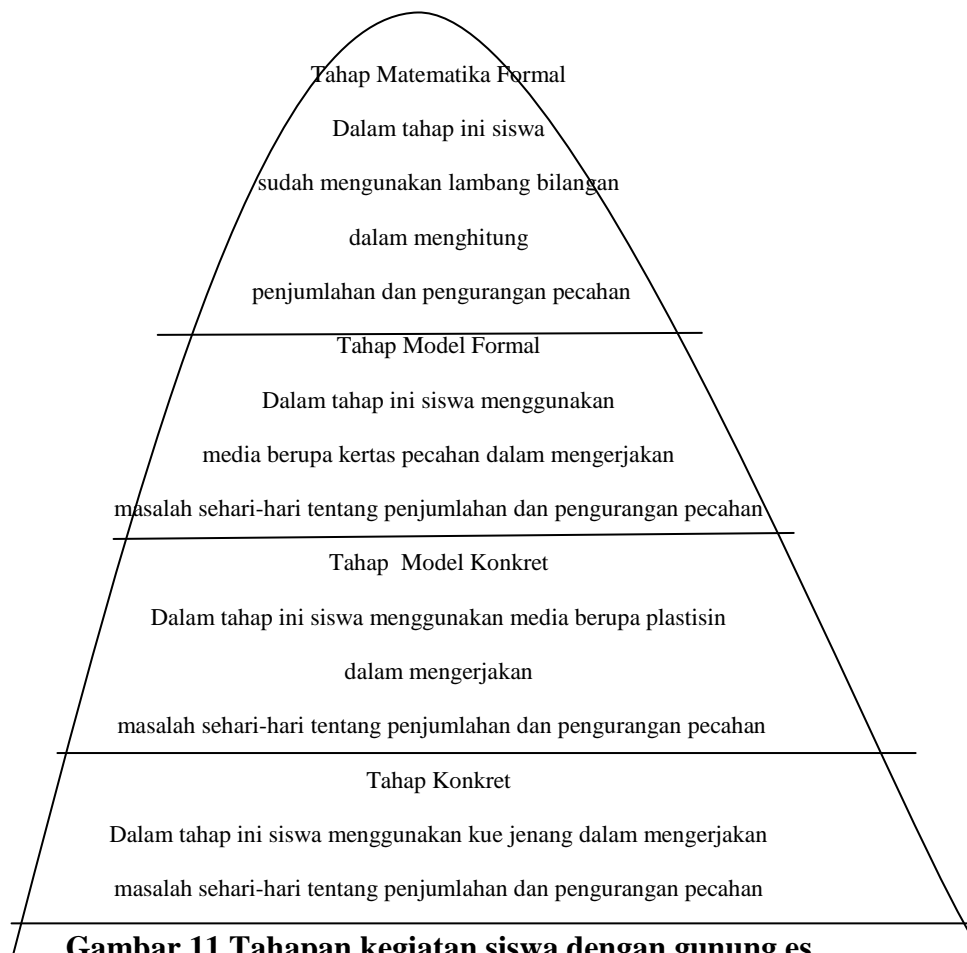 Tahap Matematika Formal
Dalam tahap ini siswa
sudah mengunakan lambang bilangan
dalam menghitung
penjumlahan dan pengurangan pecahan
Tahap Model Formal
Dalam tahap ini siswa menggunakan
media berupa kertas pecahan dalam mengerjakan
masalah sehari-hari tentang penjumlahan dan pengurangan pecahan
Tahap  Model Konkret
Dalam tahap ini siswa menggunakan media berupa plastisin
dalam mengerjakan
masalah sehari-hari tentang penjumlahan dan pengurangan pecahan
Tahap Konkret
Dalam tahap ini siswa menggunakan kue jenang dalam mengerjakan
masalah sehari-hari tentang penjumlahan dan pengurangan pecahan
Gambar 11 Tahapan kegiatan siswa dengan gunung es